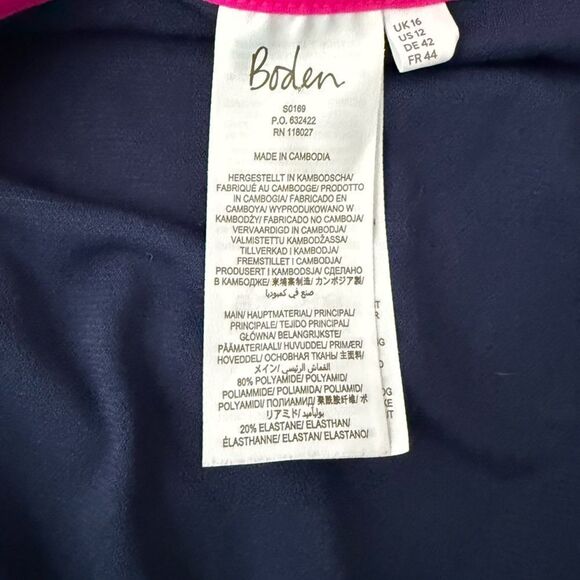 UK 16
US 12
DE 42
FR 44
Boden
S0169
P.O. 632422
RN 118027
MADE IN CAMBODIA
HERGESTELLT IN KAMBODSCHA/
FABRIQUÉ AU CAMBODGE/ PRODOTTO
IN CAMBOGIA/ FABRICADO EN
CAMBOYA/ WYPRODUKOWANO W
KAMBODŻY/ FABRICADO NO CAMBOJA/
VERVAARDIGD IN CAMBODJA/
VALMISTETTU KAMBODŽASSA/
TILLVERKAD I KAMBODJA/
FREMSTILLET I CAMBODJA/
PRODUSERT I KAMBODSJA/ СДЕЛАНО
В КАМБОДЖЕ/ 柬埔寨制造/ カンボジア製/
صنع في كمبوديا
MAIN/ HAUPTMATERIAL/ PRINCIPAL/
PRINCIPALE/ TEJIDO PRINCIPAL/
GŁÓWNA/ BELANGRIJKSTE/
PÄÄMATERIAALI/ HUVUDDEL/ PRIMÆR/
HOVEDDEL/ ОСНОВНАЯ ТКАНЬ/ 主面料/
メイン/ القماش الرئيسي/
80% POLYAMIDE/ POLYAMID/
POLIAMMIDE/ POLIAMIDA/ POLIAMID/
POLYAMIDI/ ПОЛИАМИД/ 聚酰胺纤维/ ポ
リアミド/ بوليأميد/
20% ELASTANE/ ELASTHAN/
ÉLASTHANNE/ ELASTAN/ ELASTANO/